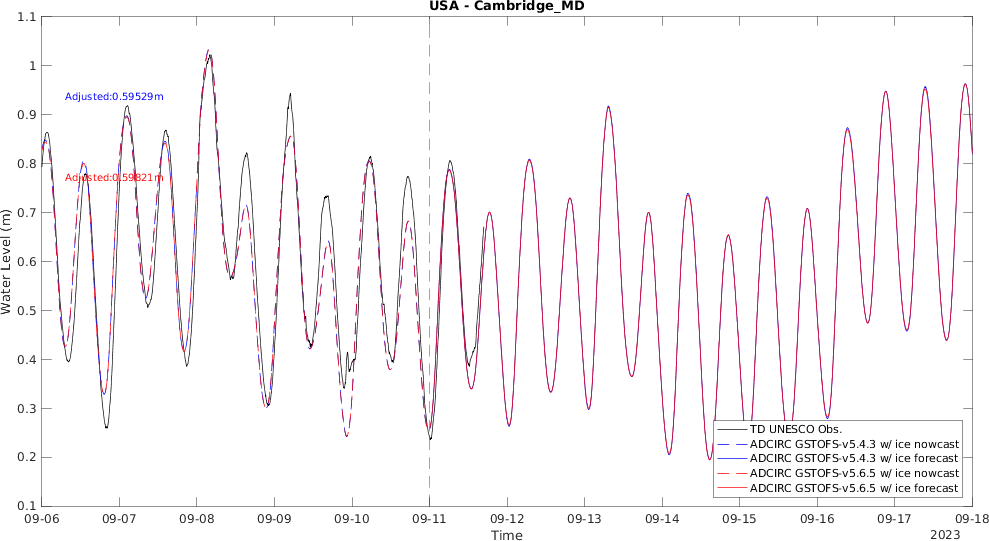 USA - Cambridge_MD
1.1
1
0.9
0.8
0.7
0.6
0.5
0.4
0.3
0.2
0.1
Water Level (m)
Adjusted:0.59529m
Adjusted:0.59821m
TD UNESCO Obs.
ADCIRC GSTOFS-v5.4.3 w/ ice nowcast
ADCIRC GSTOFS-v5.4.3 w/ ice forecast
ADCIRC GSTOFS-v5.6.5 w/ ice nowcast
ADCIRC GSTOFS-v5.6.5 w/ ice forecast
09-06 09-07 09-08 09-09 09-10 09-11 09-12 09-13 09-14 09-15 09-16 09-17 09-18
Time
2023